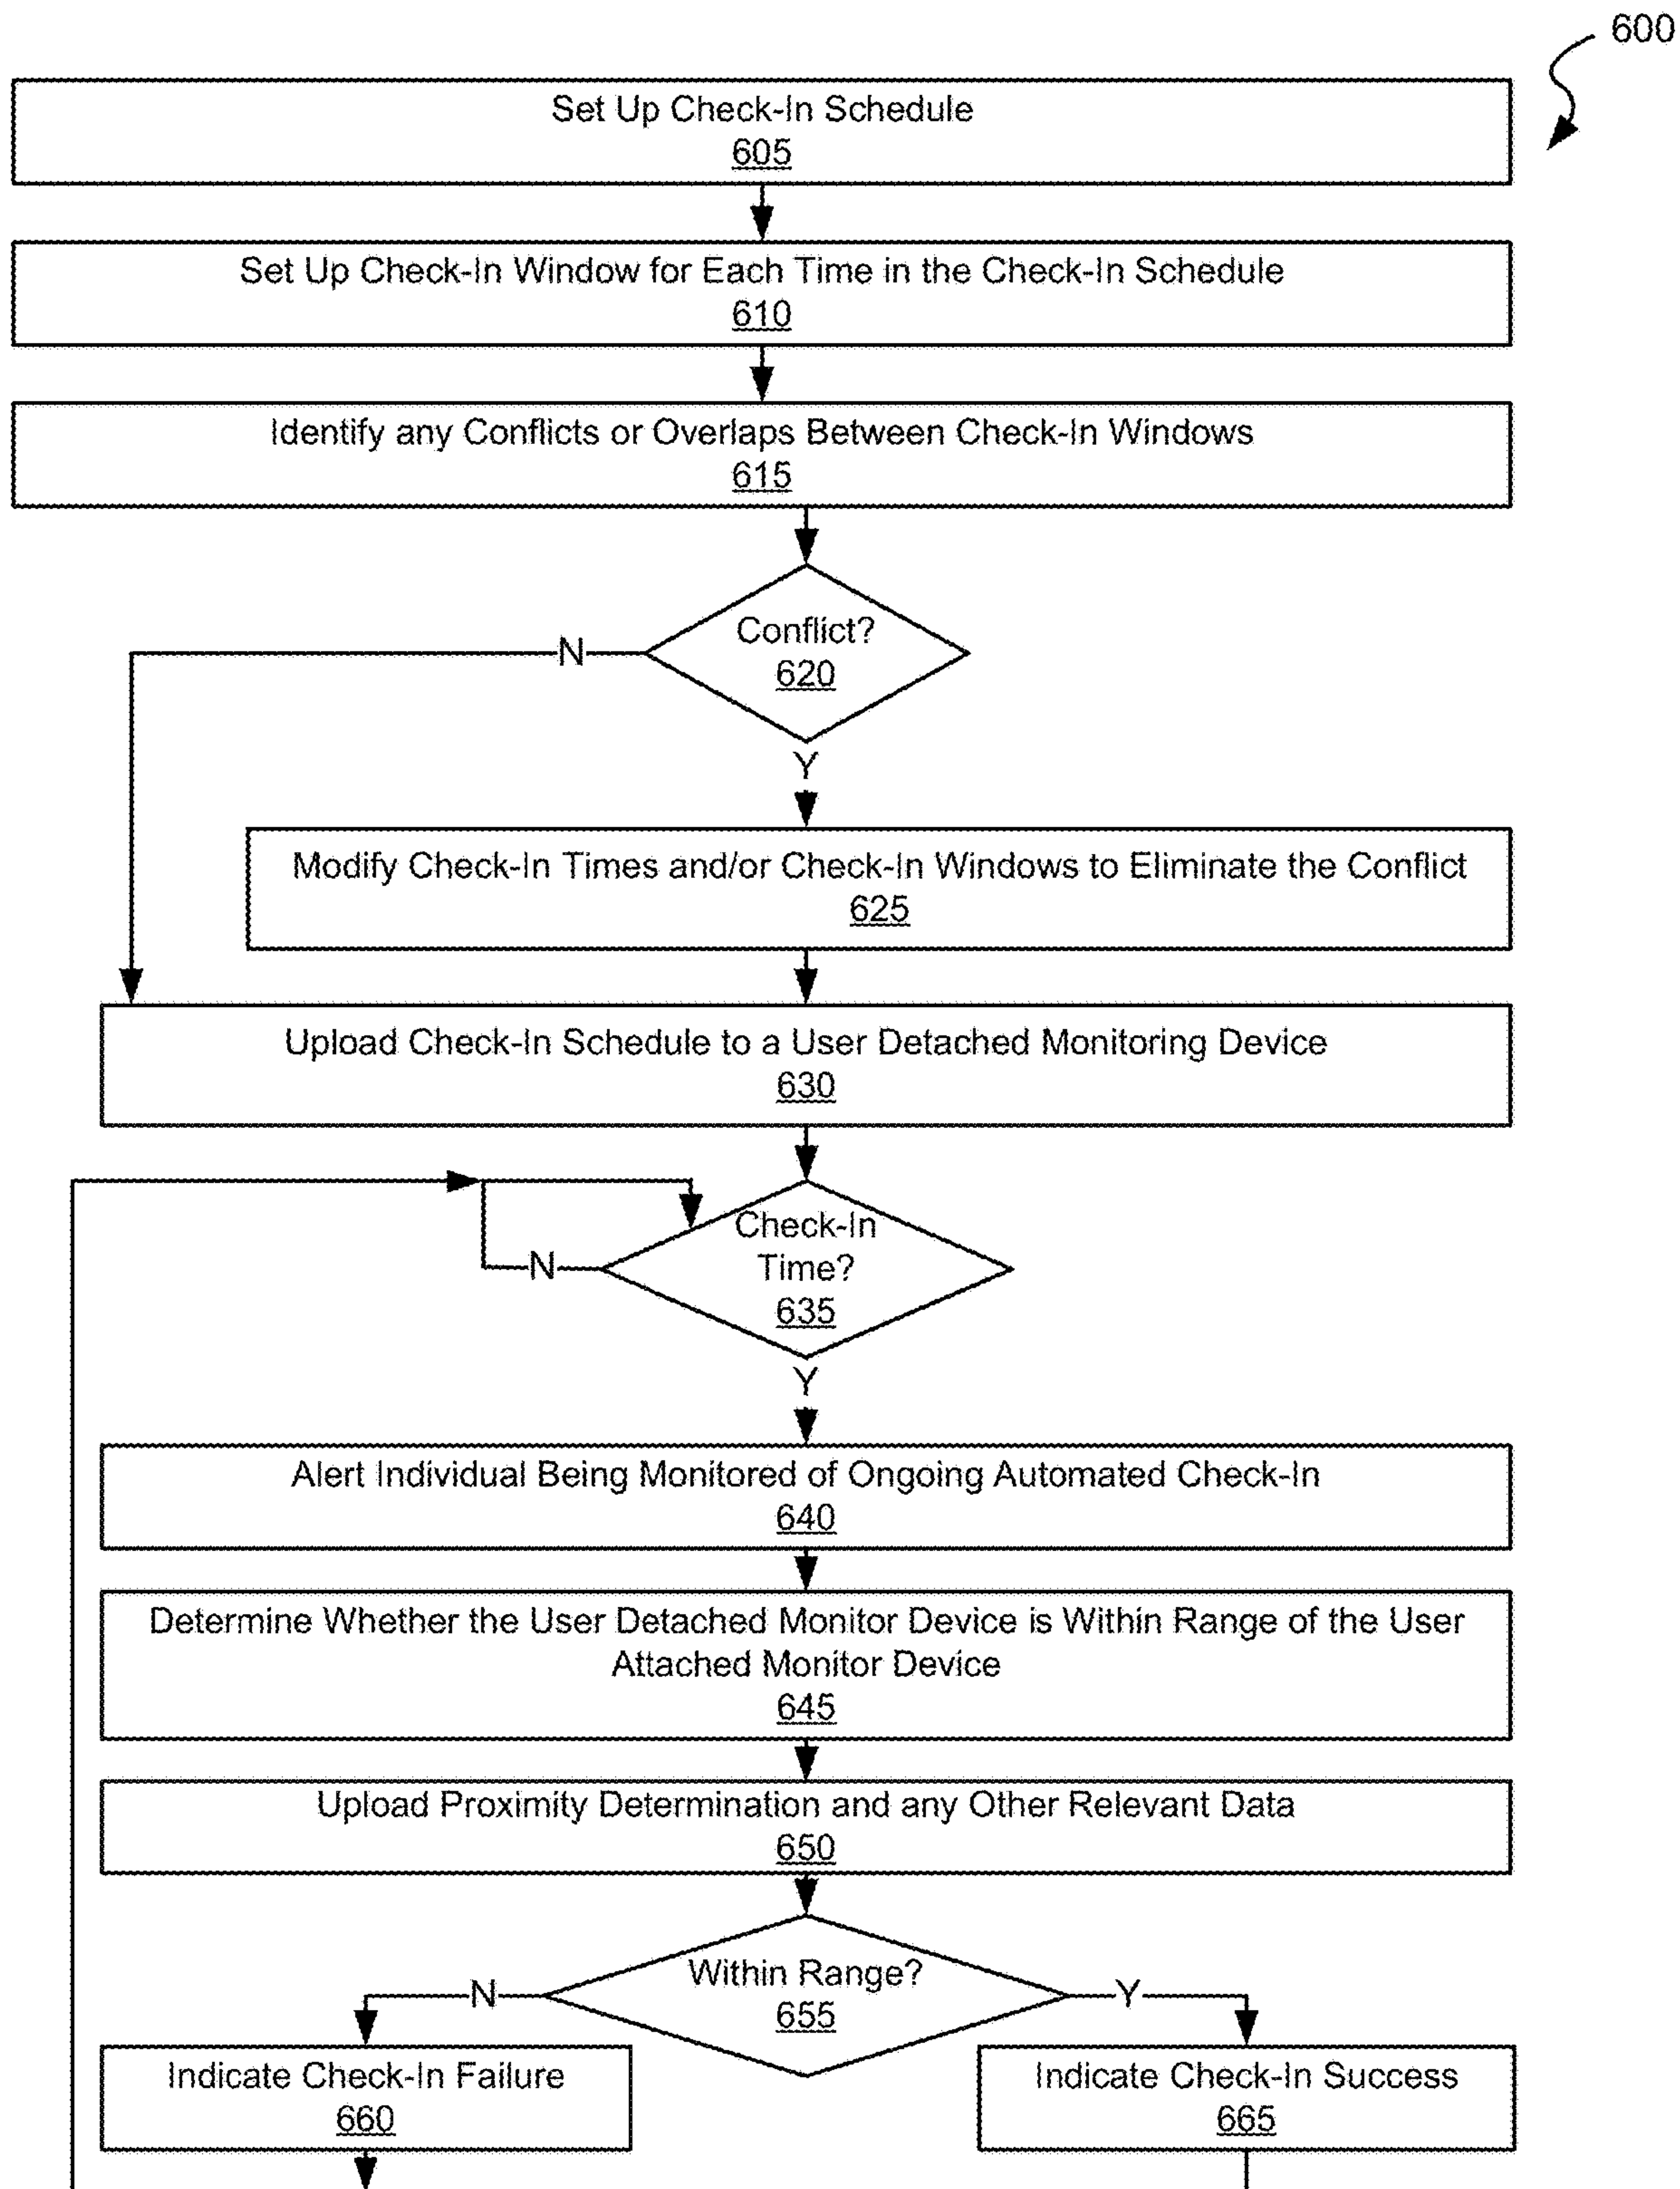 600
Set Up Check-In Schedule
605
Set Up Check-In Window for Each Time in the Check-In Schedule
610
Identify any Conflicts or Overlaps Between Check-In Windows
615
Conflict?
620
N
Y
Modify Check-In Times and/or Check-In Windows to Eliminate the Conflict
625
Upload Check-In Schedule to a User Detached Monitoring Device
630
Check-In
Time?
635
N
Y
Alert Individual Being Monitored of Ongoing Automated Check-In
640
Determine Whether the User Detached Monitor Device is Within Range of the User
Attached Monitor Device
645
Upload Proximity Determination and any Other Relevant Data
650
Within Range?
655
N
Y
Indicate Check-In Failure
660
Indicate Check-In Success
665